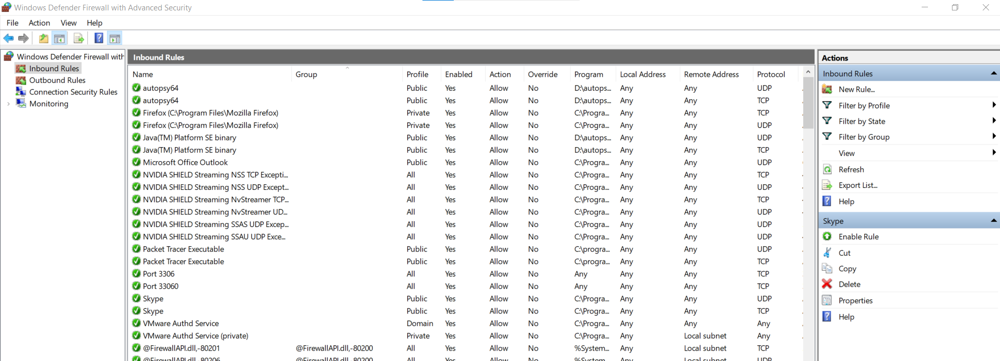 Windows Defender Firewall with Advanced Security
File Action View Help
Windows Defender Firewall with
Inbound Rules
Outbound Rules
Connection Security Rules
Monitoring
Inbound Rules
Name Group Profile Enabled Action Override Program Local Address Remote Address Protocol
autopsy64 Public Yes Allow No D:\autops... Any Any UDP
autopsy64 Public Yes Allow No D:\autops... Any Any TCP
Firefox (C:\Program Files\Mozilla Firefox) Private Yes Allow No C:\Progra... Any Any TCP
Firefox (C:\Program Files\Mozilla Firefox) Private Yes Allow No C:\Progra... Any Any UDP
Java(TM) Platform SE binary Public Yes Allow No D:\autops... Any Any UDP
Java(TM) Platform SE binary Public Yes Allow No D:\autops... Any Any TCP
Microsoft Office Outlook Public Yes Allow No C:\Progra... Any Any UDP
NVIDIA SHIELD Streaming NSS TCP Excepti... All Yes Allow No C:\Progra... Any Any TCP
NVIDIA SHIELD Streaming NSS UDP Except... All Yes Allow No C:\Progra... Any Any UDP
NVIDIA SHIELD Streaming NvStreamer TCP... All Yes Allow No C:\Progra... Any Any TCP
NVIDIA SHIELD Streaming NvStreamer UD... All Yes Allow No C:\Progra... Any Any UDP
NVIDIA SHIELD Streaming SSAS UDP Excep... All Yes Allow No C:\Progra... Any Any UDP
NVIDIA SHIELD Streaming SSAU UDP Exce... All Yes Allow No C:\Progra... Any Any UDP
Packet Tracer Executable Public Yes Allow No C:\progra... Any Any UDP
Packet Tracer Executable Public Yes Allow No C:\progra... Any Any TCP
Port 3306 All Yes Allow No Any Any Any TCP
Port 33060 All Yes Allow No Any Any Any TCP
Skype Public Yes Allow No C:\Progra... Any Any UDP
Skype Public Yes Allow No C:\Progra... Any Any TCP
VMware Authd Service Domain Yes Allow No C:\Progra... Any Any Any
VMware Authd Service (private) Private Yes Allow No C:\Progra... Any Local subnet Any
@FirewallAPI.dll,-80201 @FirewallAPI.dll,-80200 All Yes Allow No %System... Any Local subnet TCP
@FirewallAPI.dll,-80206 @FirewallAPI.dll,-80200 All Yes Allow No %System... Any Local subnet UDP
Actions
Inbound Rules
New Rule...
Filter by Profile
Filter by State
Filter by Group
View
Refresh
Export List...
Help
Skype
Enable Rule
Cut
Copy
Delete
Properties
Help